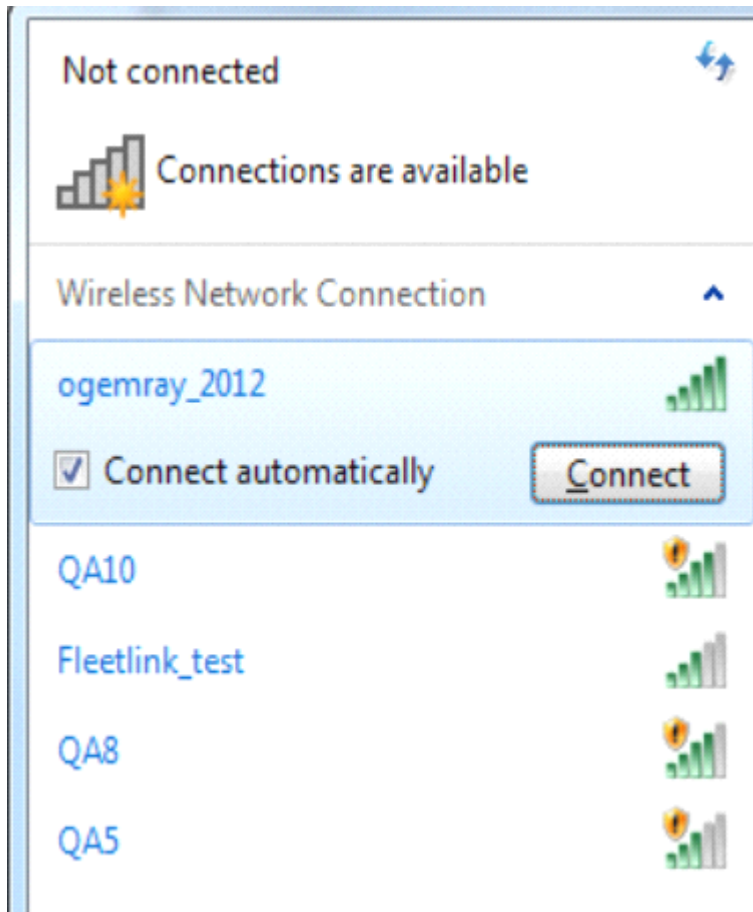 Not connected
Connections are available
Wireless Network Connection
ogemray_2012
Connect automatically
Connect
QA10
Fleetlink_test
QA8
QA5